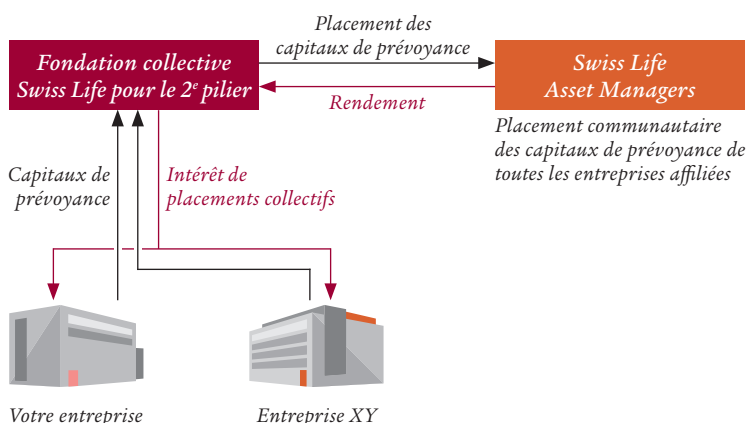 Placement des
capitaux de prévoyance
Fondation collective
Swiss Life pour le 2e pilier
Swiss Life
Asset Managers
Rendement
Placement communautaire
des capitaux de prévoyance de
toutes les entreprises affiliées
Capitaux de
prévoyance
Intérêt de
placements collectifs
Votre entreprise
Entreprise XY